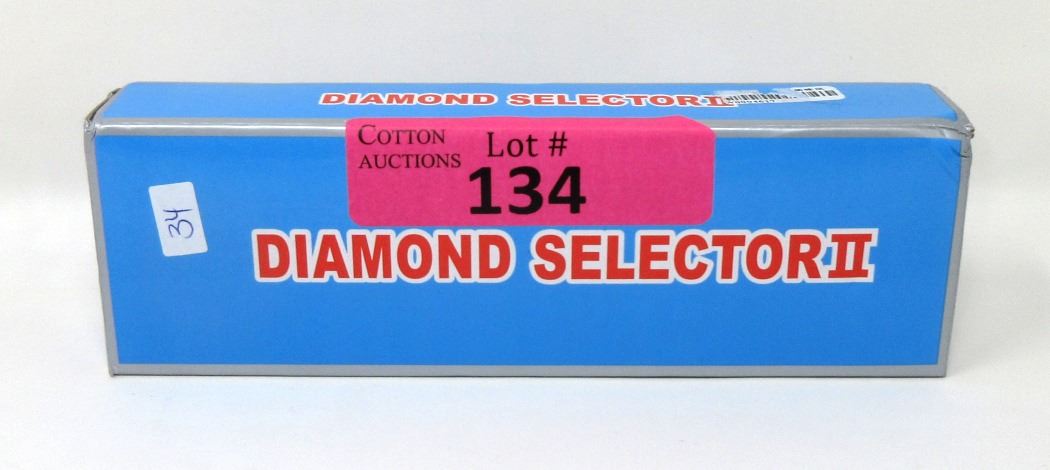 DIAMOND SELECTOR II
COTTON
AUCTIONS
Lot #
134
34
DIAMOND SELECTOR II